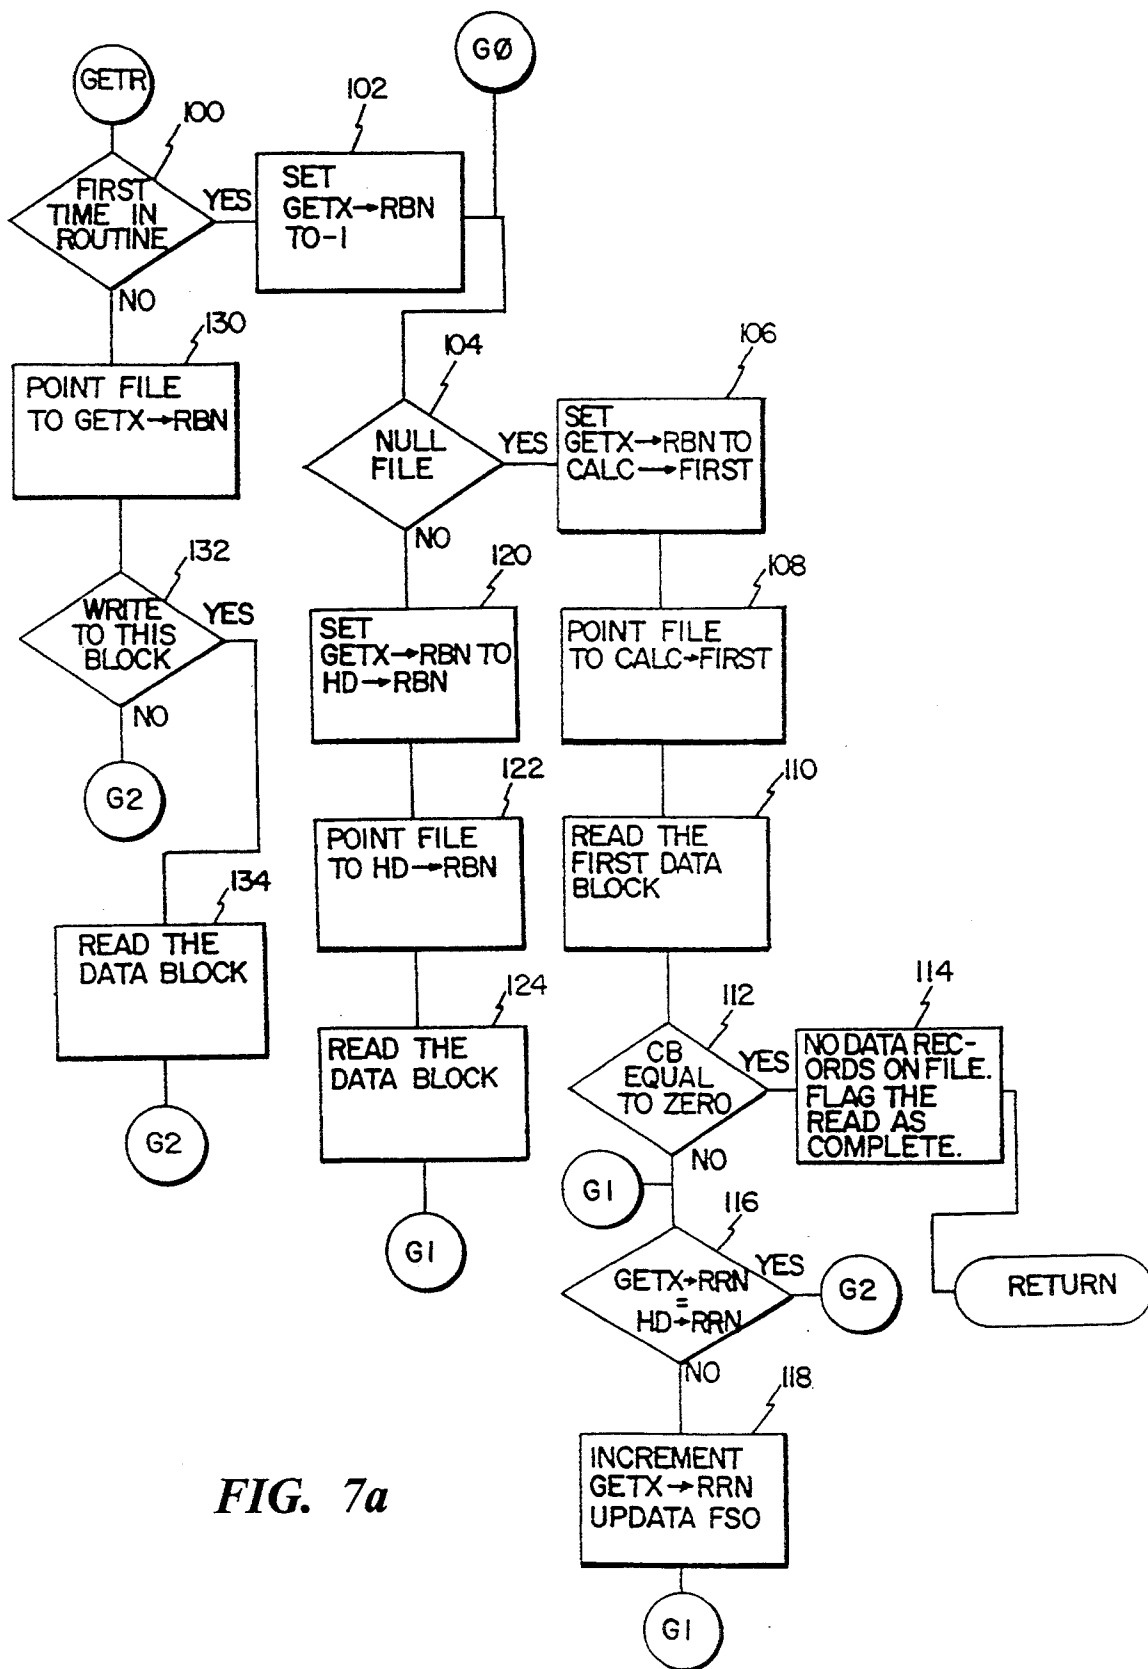 GØ
GETR
100
102
FIRST
TIME IN
ROUTINE
YES
NO
SET
GETX→RBN
TO-1
130
POINT FILE
TO GETX→RBN
104
NULL
FILE
YES
NO
106
SET
GETX→RBN TO
CALC→FIRST
132
WRITE
TO THIS
BLOCK
YES
NO
G2
120
SET
GETX→RBN TO
HD→RBN
108
POINT FILE
TO CALC→FIRST
122
POINT FILE
TO HD→RBN
110
READ THE
FIRST DATA
BLOCK
134
READ THE
DATA BLOCK
G2
124
READ THE
DATA BLOCK
G1
112
CB
EQUAL
TO ZERO
YES
NO
114
NO DATA REC-
ORDS ON FILE.
FLAG THE
READ AS
COMPLETE.
G1
116
GETX→RRN
=
HD→RRN
YES
NO
G2
RETURN
118
INCREMENT
GETX→RRN
UPDATA FSO
G1
FIG. 7a